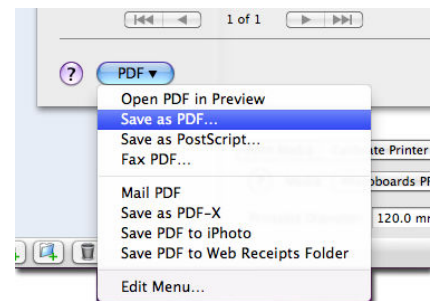 1 of 1
?
PDF ▼
Open PDF in Preview
Save as PDF...
Save as PostScript...
Fax PDF...
Mail PDF
Save as PDF-X
Save PDF to iPhoto
Save PDF to Web Receipts Folder
Edit Menu...
Printer
120.0